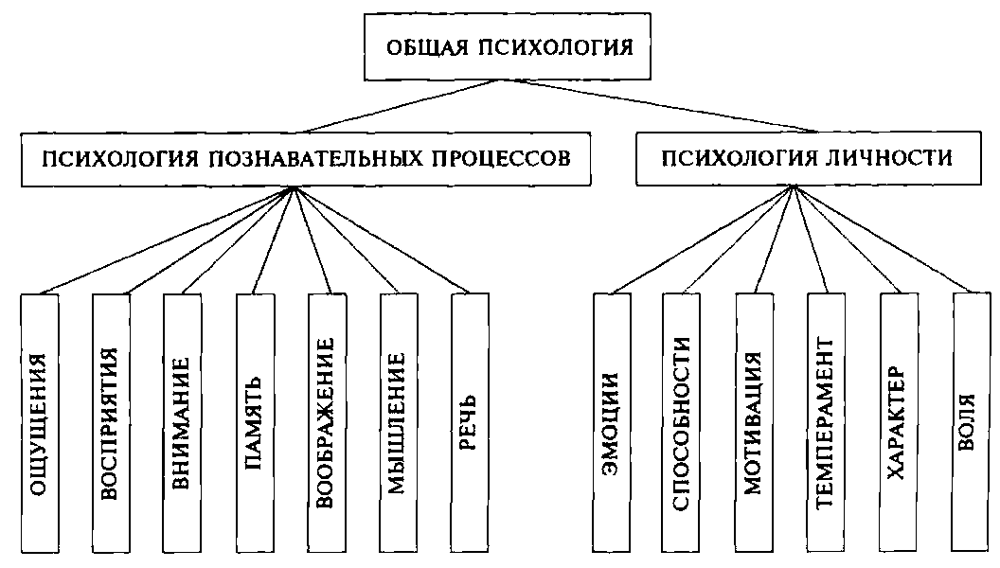 ОБЩАЯ ПСИХОЛОГИЯ
ПСИХОЛОГИЯ ПОЗНАВАТЕЛЬНЫХ ПРОЦЕССОВ
ПСИХОЛОГИЯ ЛИЧНОСТИ
ОЩУЩЕНИЯ
ВОСПРИЯТИЯ
ВНИМАНИЕ
ПАМЯТЬ
ВООБРАЖЕНИЕ
МЫШЛЕНИЕ
РЕЧЬ
ЭМОЦИИ
СПОСОБНОСТИ
МОТИВАЦИЯ
ТЕМПЕРАМЕНТ
ХАРАКТЕР
ВОЛЯ